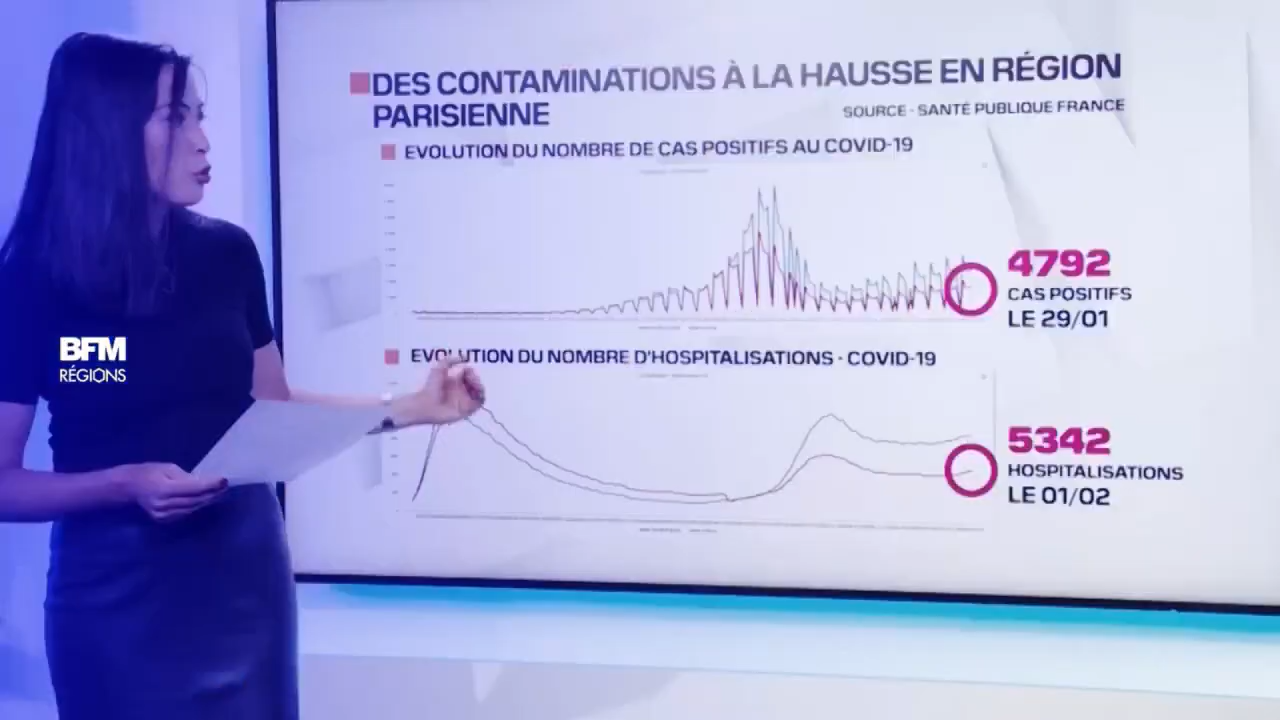 DES CONTAMINATIONS À LA HAUSSE EN RÉGION
PARISIENNE
SOURCE - SANTÉ PUBLIQUE FRANCE
EVOLUTION DU NOMBRE DE CAS POSITIFS AU COVID-19
4792
CAS POSITIFS
LE 29/01
BFM
RÉGIONS
EVOLUTION DU NOMBRE D'HOSPITALISATIONS - COVID-19
5342
HOSPITALISATIONS
LE 01/02